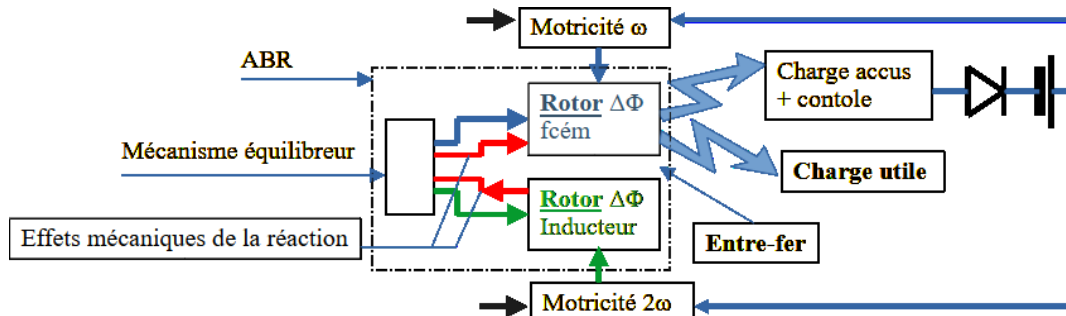 Motricité ω
ABR
Rotor ΔΦ
fcém
Charge accus
+ contole
Mécanisme équilibreur
Charge utile
Rotor ΔΦ
Inducteur
Effets mécaniques de la réaction
Entre-fer
Motricité 2ω